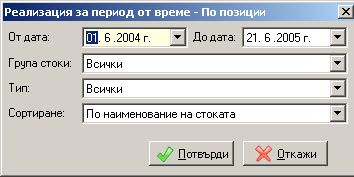 Реализация за период от време - По позиции
От дата: 01. 6 .2004 г. До дата: 21. 6 .2005 г.
Група стоки: Всички
Тип: Всички
Сортиране: По наименование на стоката
Потвърди Откажи